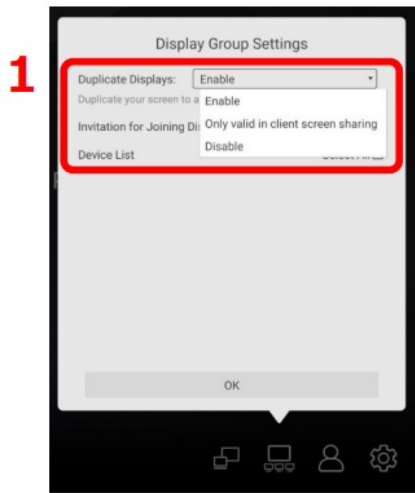 1
Display Group Settings
Duplicate Displays: Enable
Duplicate your screen to a
Enable
Invitation for Joining Di
Only valid in client screen sharing
Disable
Device List